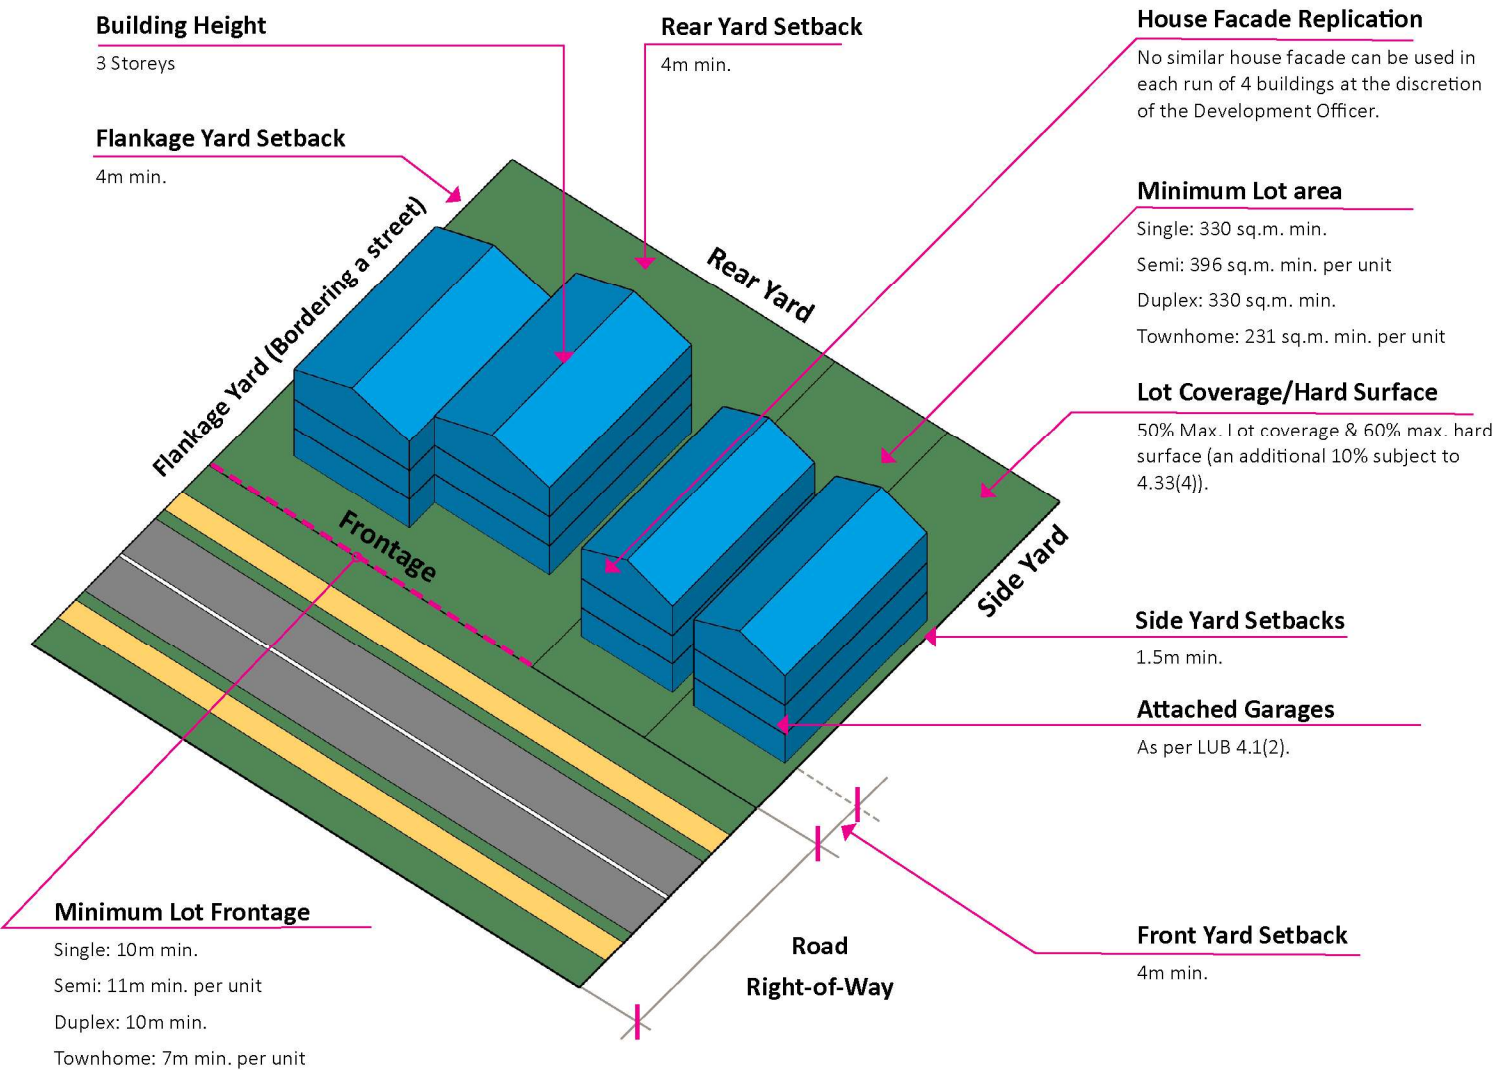 Building Height
3 Storeys
Flankage Yard Setback
4m min.
Rear Yard Setback
4m min.
House Facade Replication
No similar house facade can be used in
each run of 4 buildings at the discretion
of the Development Officer.
Minimum Lot area
Single: 330 sq.m. min.
Semi: 396 sq.m. min. per unit
Duplex: 330 sq.m. min.
Townhome: 231 sq.m. min. per unit
Lot Coverage/Hard Surface
50% Max. Lot coverage & 60% max. hard
surface (an additional 10% subject to
4.33(4)).
Flankage Yard (Bordering a street)
Rear Yard
Frontage
Side Yard
Side Yard Setbacks
1.5m min.
Attached Garages
As per LUB 4.1(2).
Minimum Lot Frontage
Single: 10m min.
Semi: 11m min. per unit
Duplex: 10m min.
Townhome: 7m min. per unit
Road
Right-of-Way
Front Yard Setback
4m min.